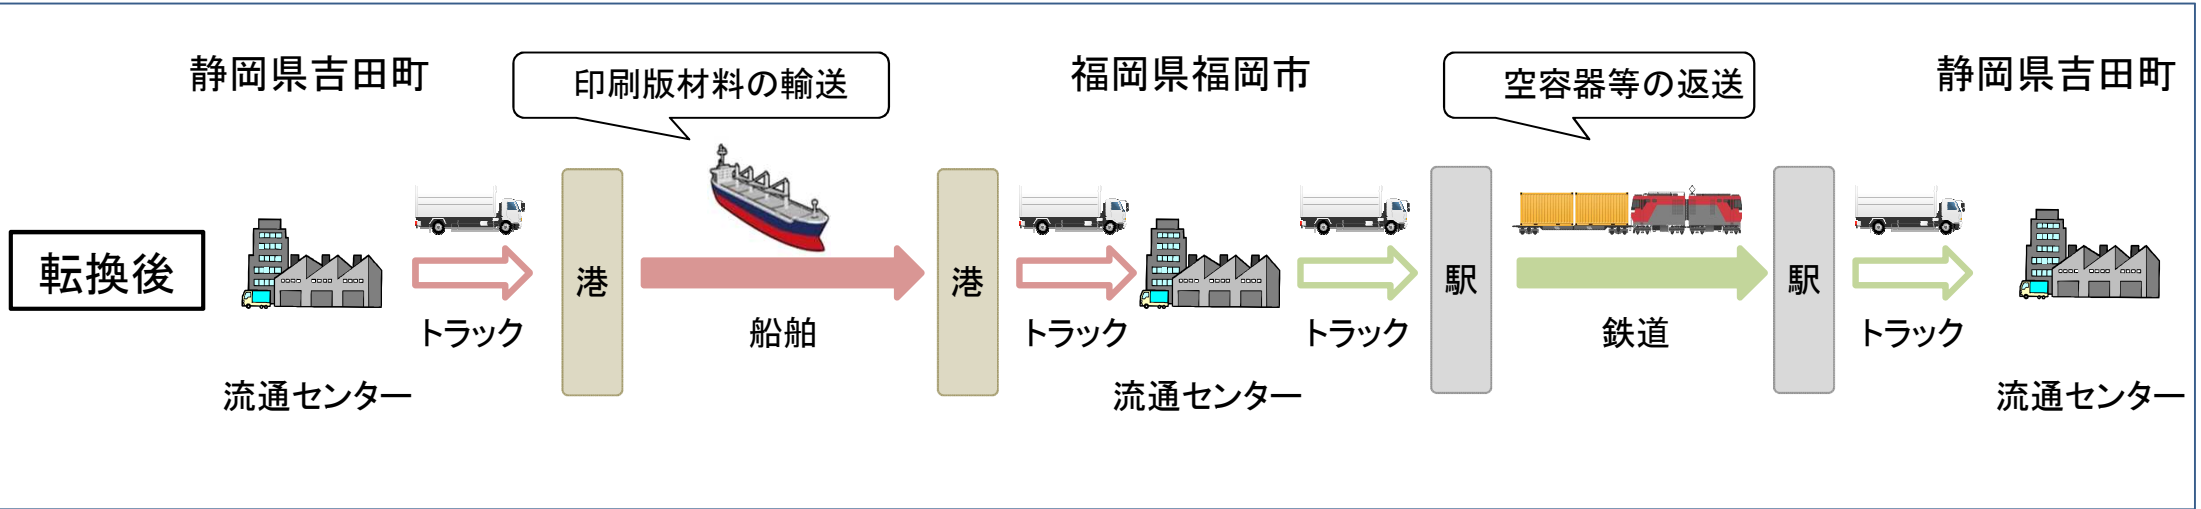 静岡県吉田町
印刷版材料の輸送
福岡県福岡市
空容器等の返送
静岡県吉田町
転換後
港
港
駅
駅
トラック
船舶
トラック
トラック
鉄道
トラック
流通センター
流通センター
流通センター